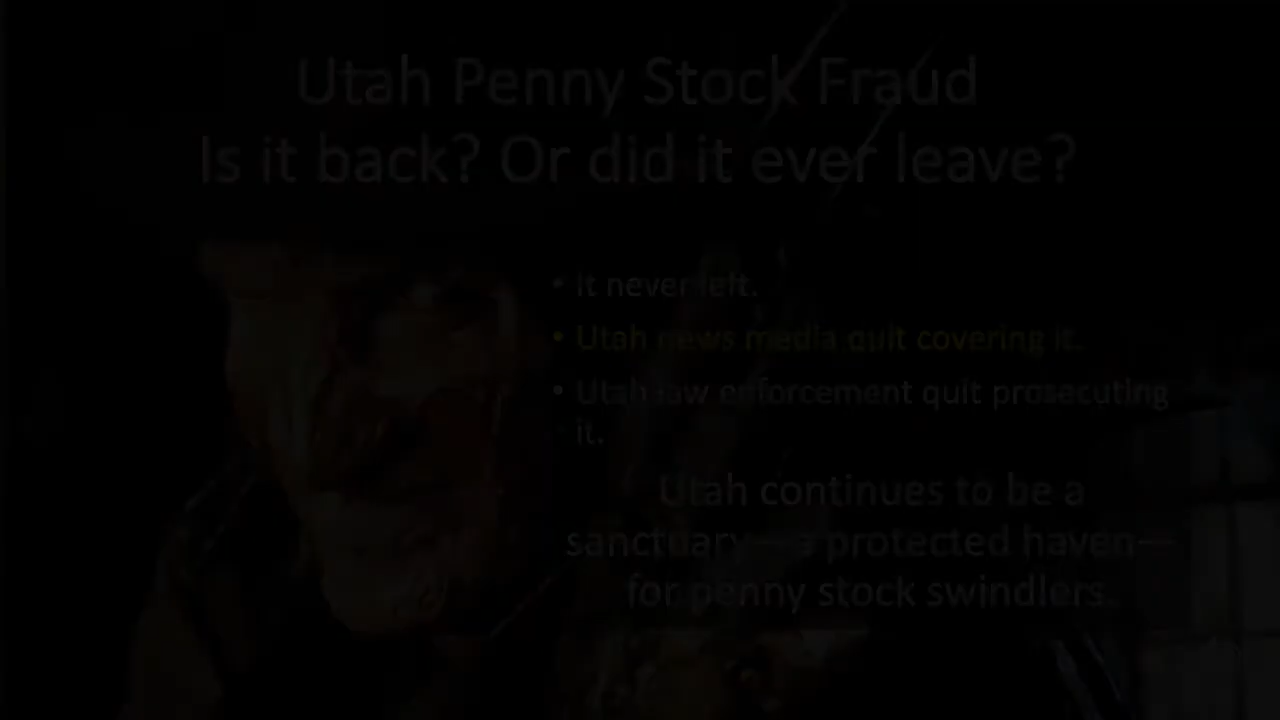 Utah Penny Stock Fraud
Is it back? Or did it ever leave?
• It never left.
• Utah news media quit covering it.
• Utah law enforcement quit prosecuting
it.
Utah continues to be a
sanctuary—a protected haven—
for penny stock swindlers.